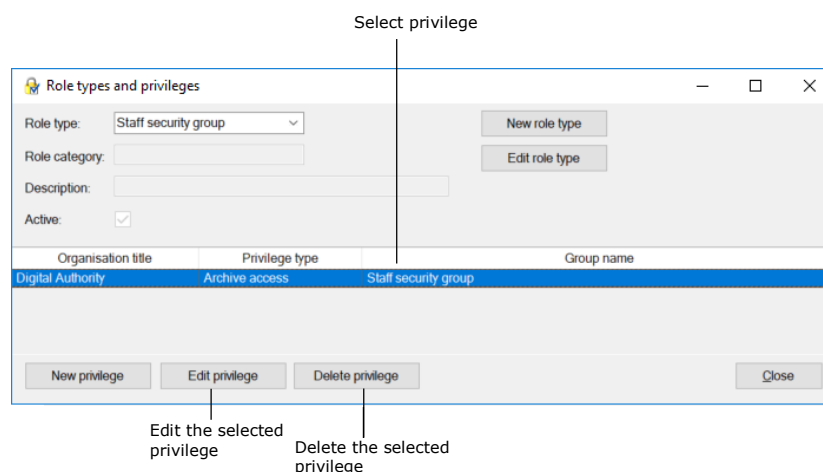 Select privilege
Role types and privileges
Role type: Staff security group New role type
Role category: Edit role type
Description:
Active:
Organisation title Privilege type Group name
Digital Authority Archive access Staff security group
New privilege Edit privilege Delete privilege Close
Edit the selected
privilege
Delete the selected
privilege